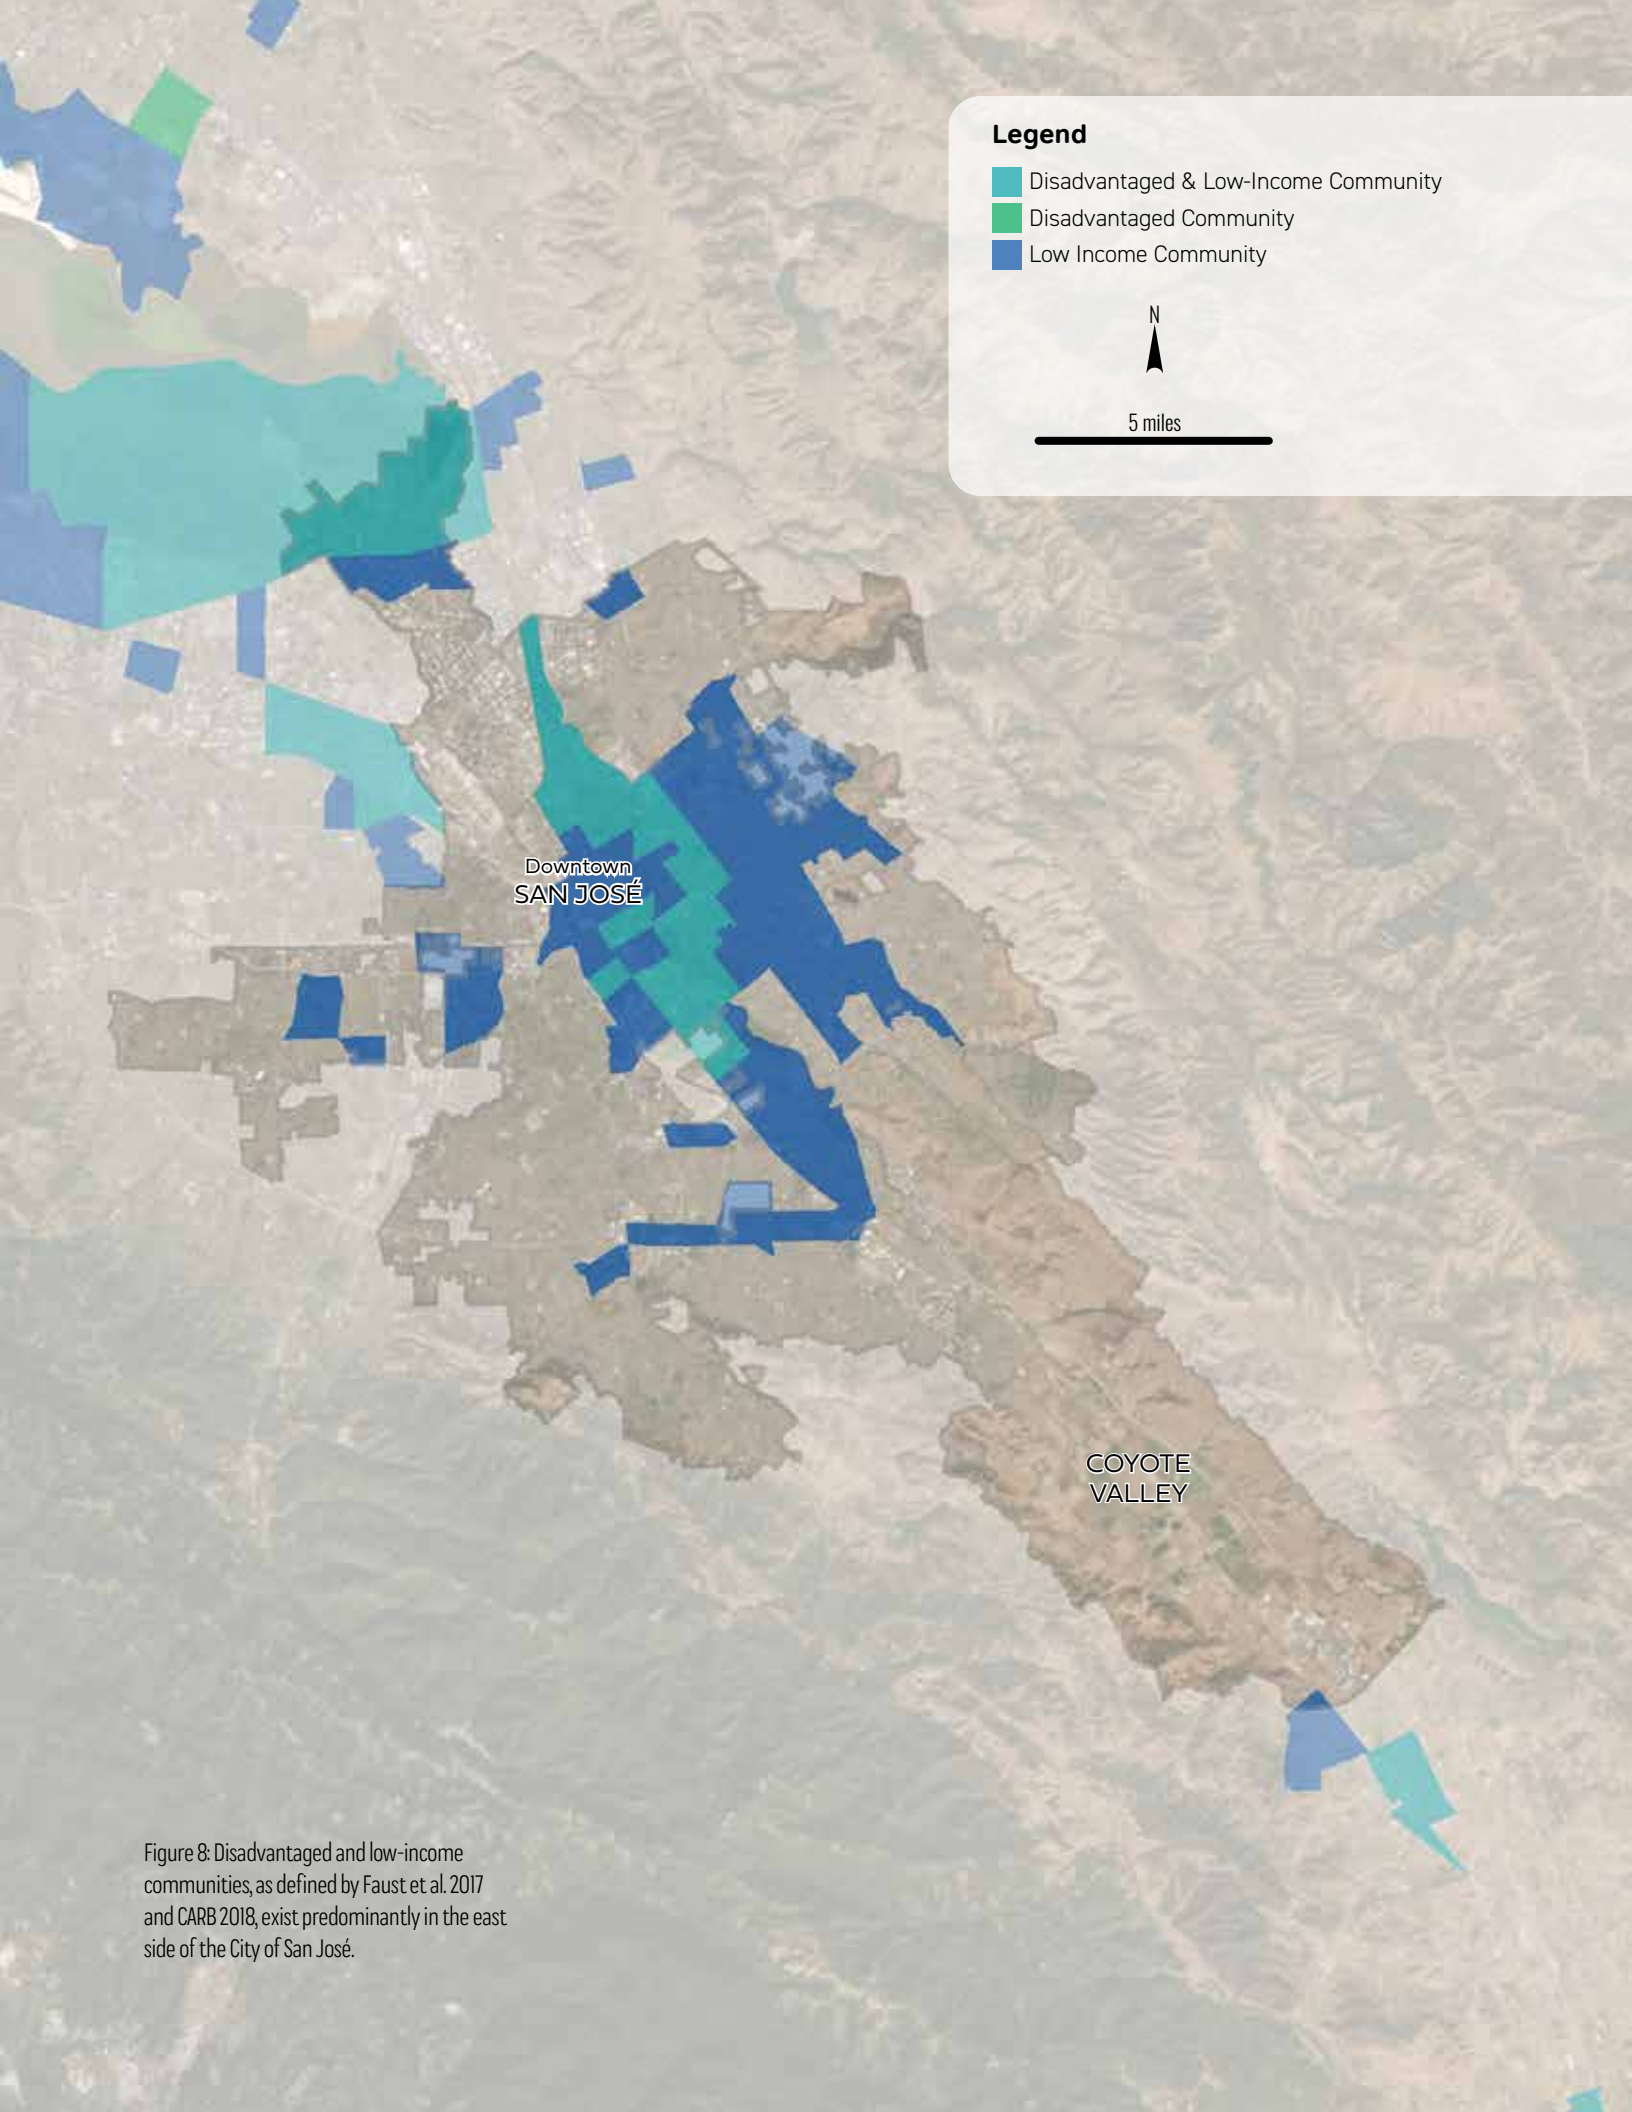 Legend
Disadvantaged & Low-Income Community
Disadvantaged Community
Low Income Community
N
5 miles
Downtown
SAN JOSÉ
COYOTE
VALLEY
Figure 8: Disadvantaged and low-income
communities, as defined by Faust et al. 2017
and CARB 2018, exist predominantly in the east
side of the City of San José.